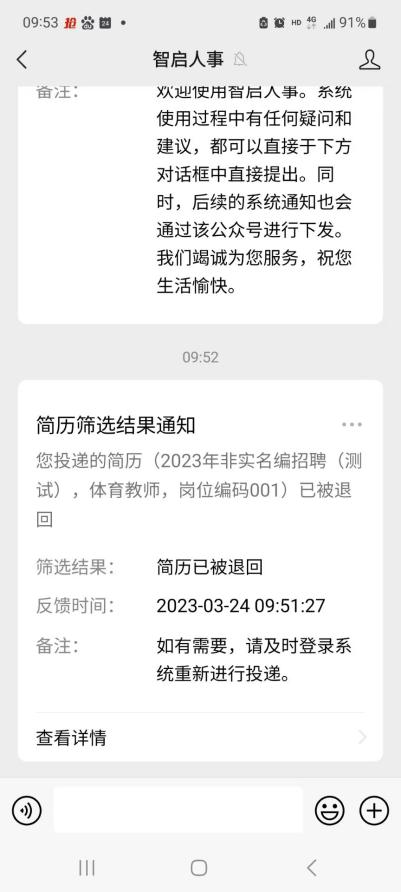 09:53
24
HD 4G 91%
智启人事
备注: 欢迎使用智启人事。系统
使用过程中有任何疑问和
建议，都可以直接于下方
对话框中直接提出。同
时，后续的系统通知也会
通过该公众号进行下发。
我们竭诚为您服务，祝您
生活愉快。
09:52
简历筛选结果通知
您投递的简历（2023年非实名编招聘（测
试），体育教师，岗位编码001）已被退
回
筛选结果: 简历已被退回
反馈时间: 2023-03-24 09:51:27
备注: 如有需要，请及时登录系
统重新进行投递。
查看详情